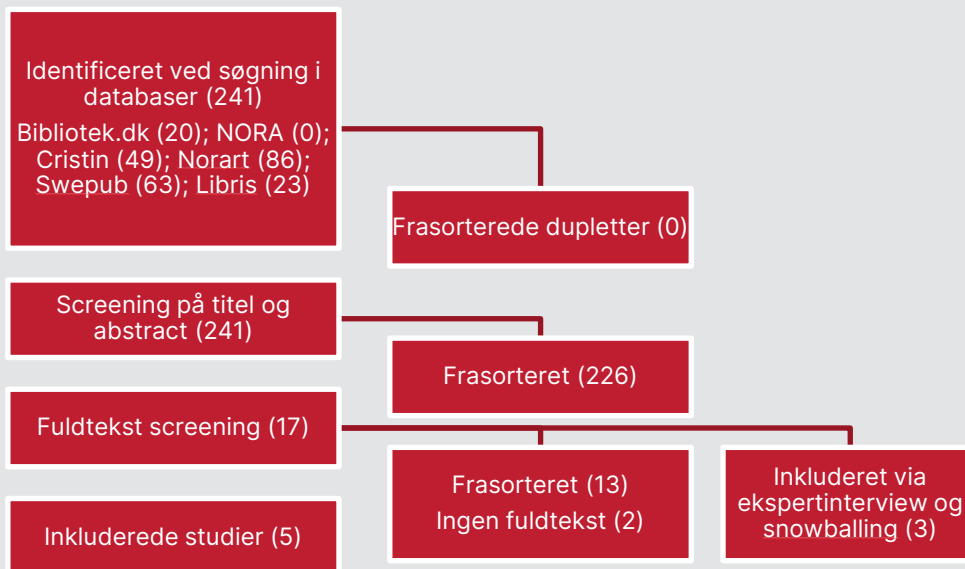 Identificeret ved søgning i
databaser (241)
Bibliotek.dk (20); NORA (0);
Cristin (49); Norart (86);
Swepub (63); Libris (23)
Frasorterede dupletter (0)
Screening på titel og
abstract (241)
Frasorteret (226)
Fuldtekst screening (17)
Frasorteret (13)
Ingen fuldtekst (2)
Inkluderet via
ekspertinterview og
snowballing (3)
Inkluderede studier (5)